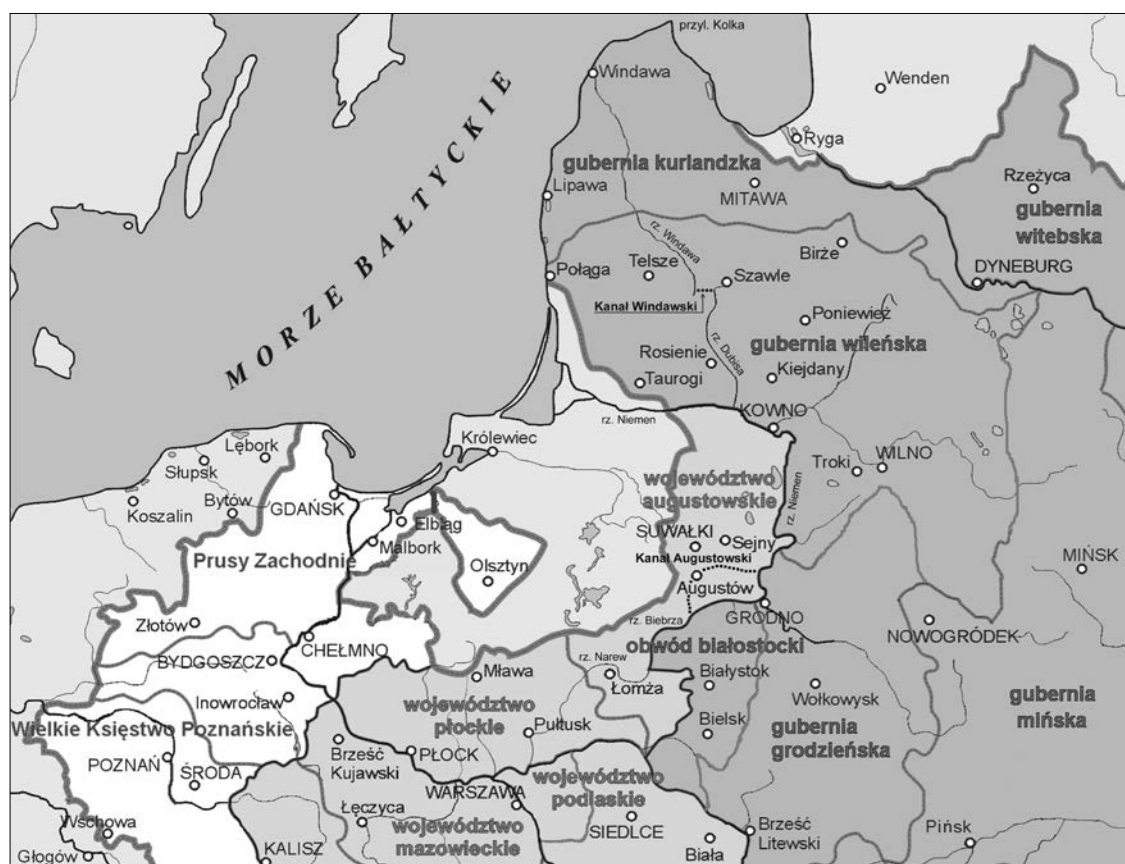 przyl. Kolka
Windawa
Wenden
Ryga
gubernia kurlandzka
Rzeżyca
Lipawa
MITAWA
gubernia
witebska
MORZE BAŁTYCKIE
rz. Windawa
Birże
Telsze
Szawle
Połąga
DYNEBURG
Kanał Windawski
Poniewież
gubernia wileńska
rz. Dubisa
Rosienie
Kiejdany
Taurogi
KOWNO
rz. Niemen
Królewiec
Lębork
Słupsk
Troki
WILNO
województwo
augustowskie
rz. Niemen
Bytów
GDAŃSK
Koszalin
Elbląg
Malbork
SUWAŁKI
Sejny
Kanał Augustowski
Prusy Zachodnie
Olsztyn
MIŃSK
Augustów
GRODNO
Złotów
rz. Biebrza
NOWOGRÓDEK
CHEŁMNO
obwód białostocki
BYDGOSZCZ
rz. Narew
Mława
Białystok
Łomża
Wołkowysk
Inowrocław
gubernia
mińska
województwo
płockie
Wielkie Księstwo Poznańskie
Pułtusk
Bielsk
gubernia
grodzieńska
Brześć
Kujawski
PŁOCK
POZNAŃ
ŚRODA
województwo
podlaskie
WARSZAWA
Łęczyca
Wschowa
SIEDLCE
Brześć
Litewski
Pińsk
województwo
mazowieckie
Biała
Głogów
KALISZ